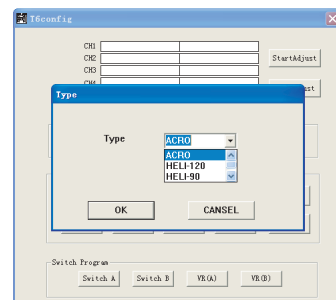 T6config
CH1
CH2
CH3
CH4
StartAdjust
Type
Type
ACRO
ACRO
HELI-120
HELI-90
OK
CANSEL
Switch Program
Switch A
Switch B
VR(A)
VR(B)